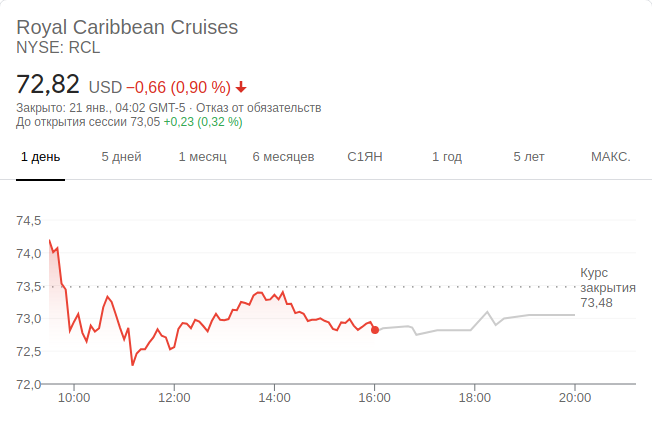 Royal Caribbean Cruises
NYSE: RCL
72,82 USD −0,66 (0,90 %)
Закрыто: 21 янв., 04:02 GMT-5 · Отказ от обязательств
До открытия сессии 73,05 +0,23 (0,32 %)
1 день 5 дней 1 месяц 6 месяцев С1ЯН 1 год 5 лет МАКС.
74,5
74,0
73,5
73,0
72,5
72,0
Курс
закрытия
73,48
10:00 12:00 14:00 16:00 18:00 20:00